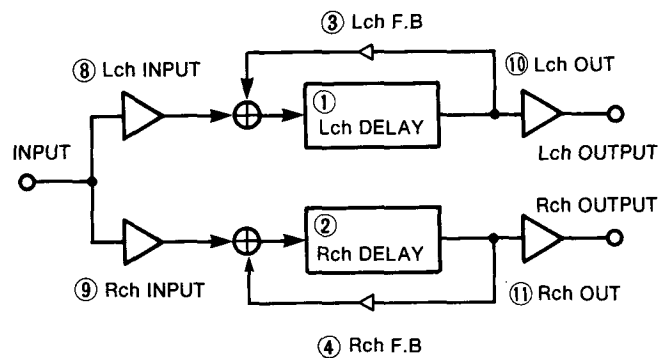 ③ Lch F.B
⑧ Lch INPUT
⑩ Lch OUT
①
Lch DELAY
INPUT
Lch OUTPUT
Rch OUTPUT
②
Rch DELAY
⑨ Rch INPUT
⑪ Rch OUT
④ Rch F.B